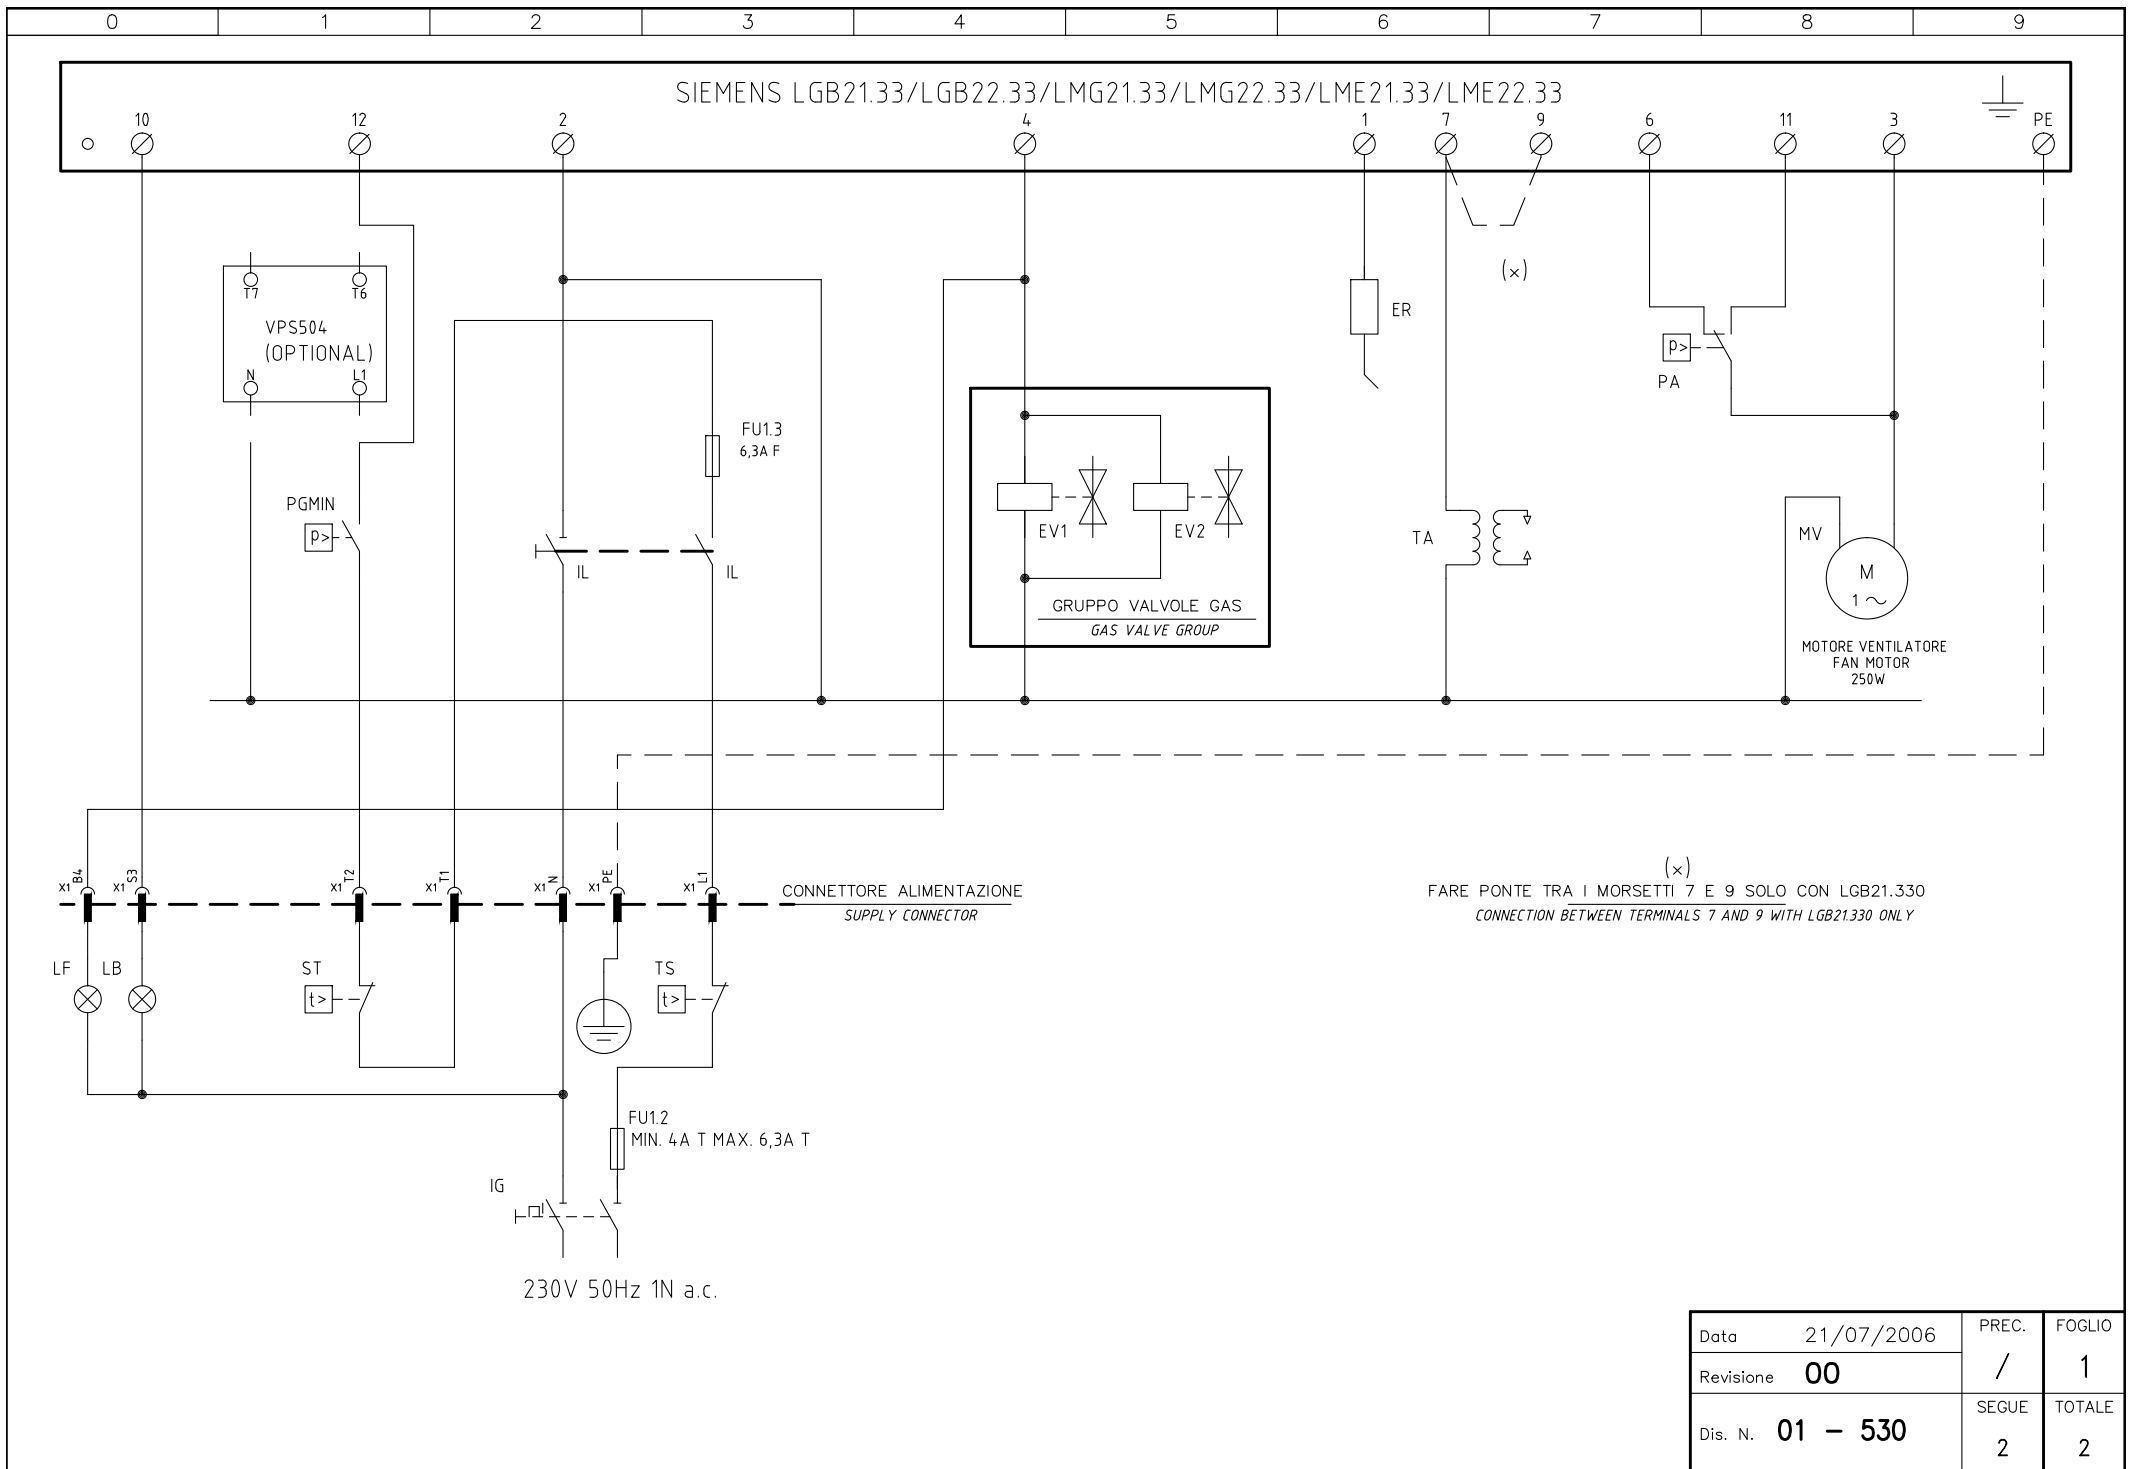 0 1 2 3 4 5 6 7 8 9
SIEMENS LGB21.33/LGB22.33/LMG21.33/LMG22.33/LME21.33/LME22.33
10 12 2 4 1 7 9 6 11 3 PE
T7 T6
VPS504
(OPTIONAL)
N L1
(x)
ER
p>
PA
FU1.3
6,3A F
PGMIN
p>
IL IL
EV1 EV2
GRUPPO VALVOLE GAS
GAS VALVE GROUP
TA
MV
M
1~
MOTORE VENTILATORE
FAN MOTOR
250W
X1 B4 X1 S3 X1 T2 X1 T1 X1 N X1 PE X1 L1
CONNETTORE ALIMENTAZIONE
SUPPLY CONNECTOR
(x)
FARE PONTE TRA I MORSETTI 7 E 9 SOLO CON LGB21.330
CONNECTION BETWEEN TERMINALS 7 AND 9 WITH LGB21330 ONLY
LF LB ST TS
t> t>
FU1.2
MIN. 4A T MAX. 6,3A T
IG
230V 50Hz 1N a.c.
Data 21/07/2006
PREC.
/
FOGLIO
1
Revisione 00
Dis. N. 01 - 530
SEGUE
2
TOTALE
2